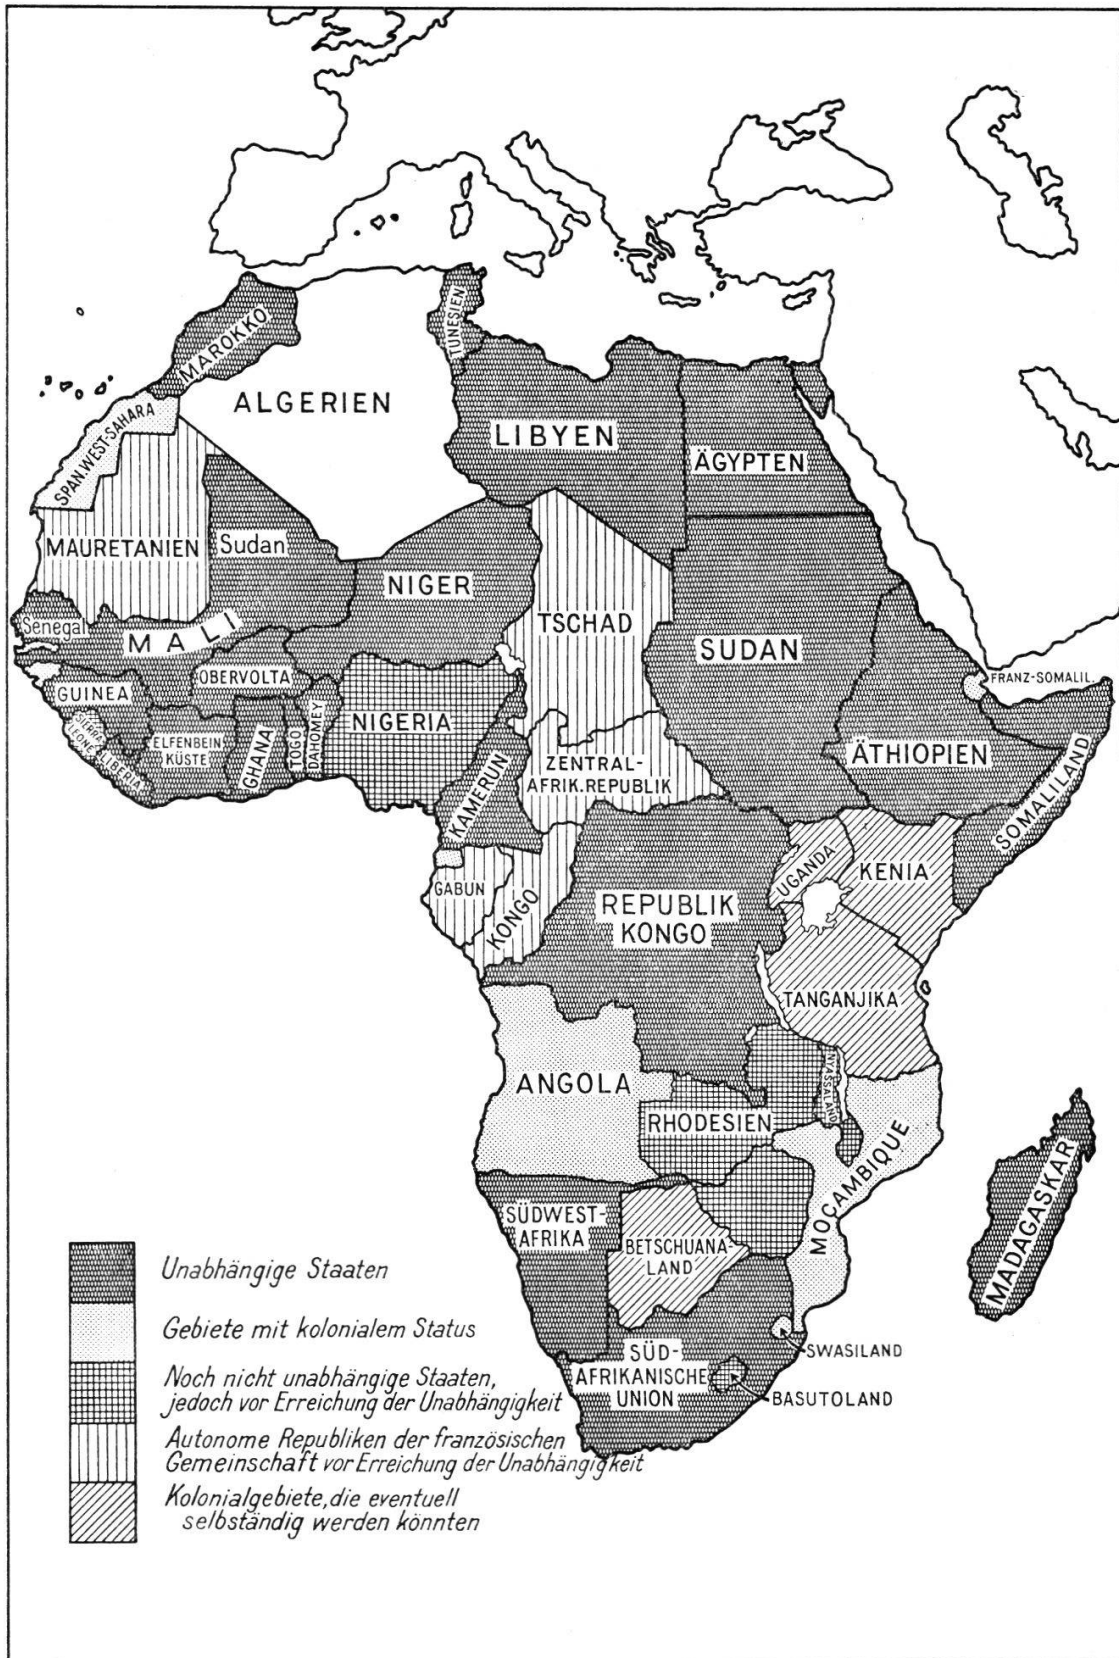 MAROKKO
TUNESIEN
ALGERIEN
LIBYEN
ÄGYPTEN
SPAN.WEST-SAHARA
MAURETANIEN
Sudan
NIGER
TSCHAD
SUDAN
Senegal
MALI
OBERVOLTA
GUINEA
NIGERIA
FRANZ-SOMALIL.
SIERRA
LEONE
LIBERIA
ELFENBEIN
KÜSTE
GHANA
TOGO
DAHOMEY
KAMERUN
ZENTRAL-
AFRIK.REPUBLIK
ÄTHIOPIEN
SOMALILAND
GABUN
KONGO
REPUBLIK
KONGO
UGANDA
KENIA
TANGANJIKA
ANGOLA
RHODESIEN
NYASSALAND
MOÇAMBIQUE
MADAGASKAR
SÜDWEST-
AFRIKA
BETSCHUANA-
LAND
SÜD-
AFRIKANISCHE
UNION
SWASILAND
BASUTOLAND
Unabhängige Staaten
Gebiete mit kolonialem Status
Noch nicht unabhängige Staaten,
jedoch vor Erreichung der Unabhängigkeit
Autonome Republiken der französischen
Gemeinschaft vor Erreichung der Unabhängigkeit
Kolonialgebiete, die eventuell
selbständig werden könnten